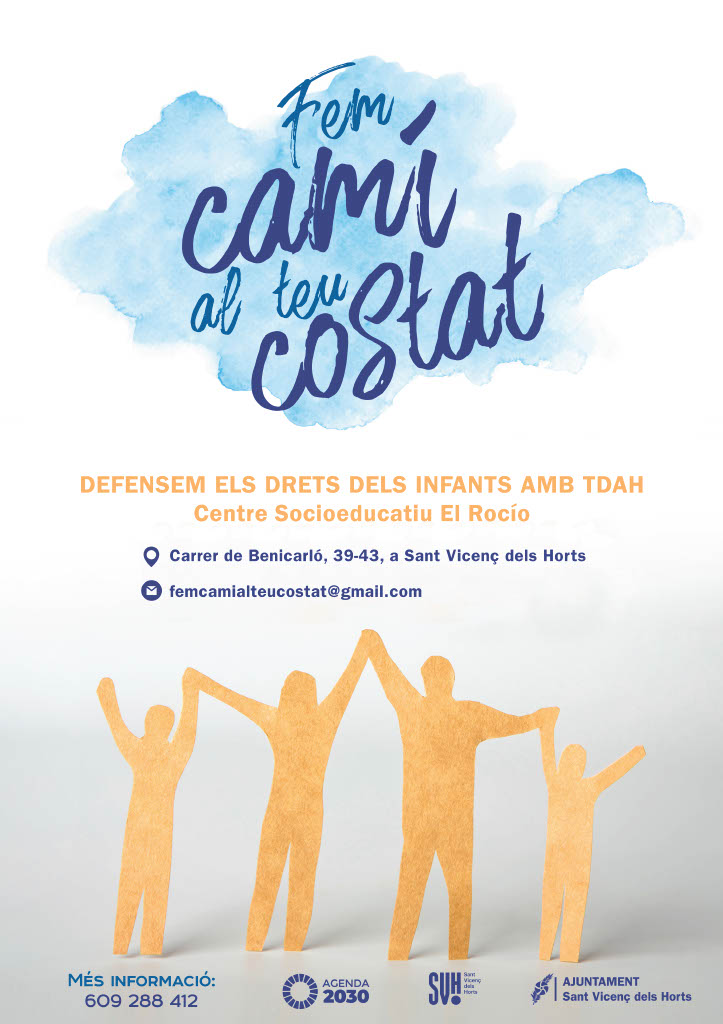 Fem
camí
al teu
costat
DEFENSEM ELS DRETS DELS INFANTS AMB TDAH
Centre Socioeducatiu El Rocío
Carrer de Benicarló, 39-43, a Sant Vicenç dels Horts
femcamialteucostat@gmail.com
MÉS INFORMACIÓ:
609 288 412
AGENDA
2030
SVH!
Sant
Vicenç
dels
Horts
AJUNTAMENT
Sant Vicenç dels Horts